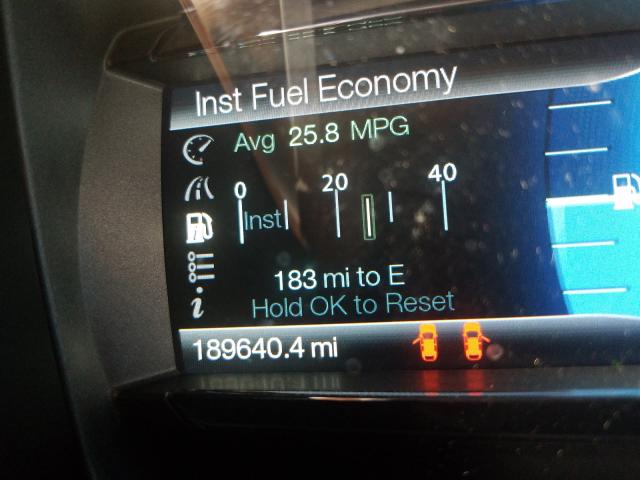 Inst Fuel Economy
Avg 25.8 MPG
0 20 40
Inst
183 mi to E
Hold OK to Reset
189640.4 mi